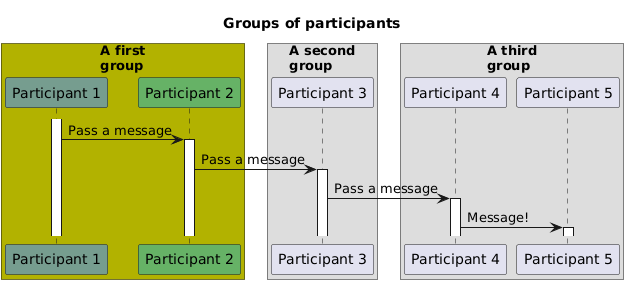 Groups of participants
A first
group
A second
group
A third
group
Participant 1
Participant 2
Participant 3
Participant 4
Participant 5
Pass a message
Pass a message
Pass a message
Message!
Participant 1
Participant 2
Participant 3
Participant 4
Participant 5